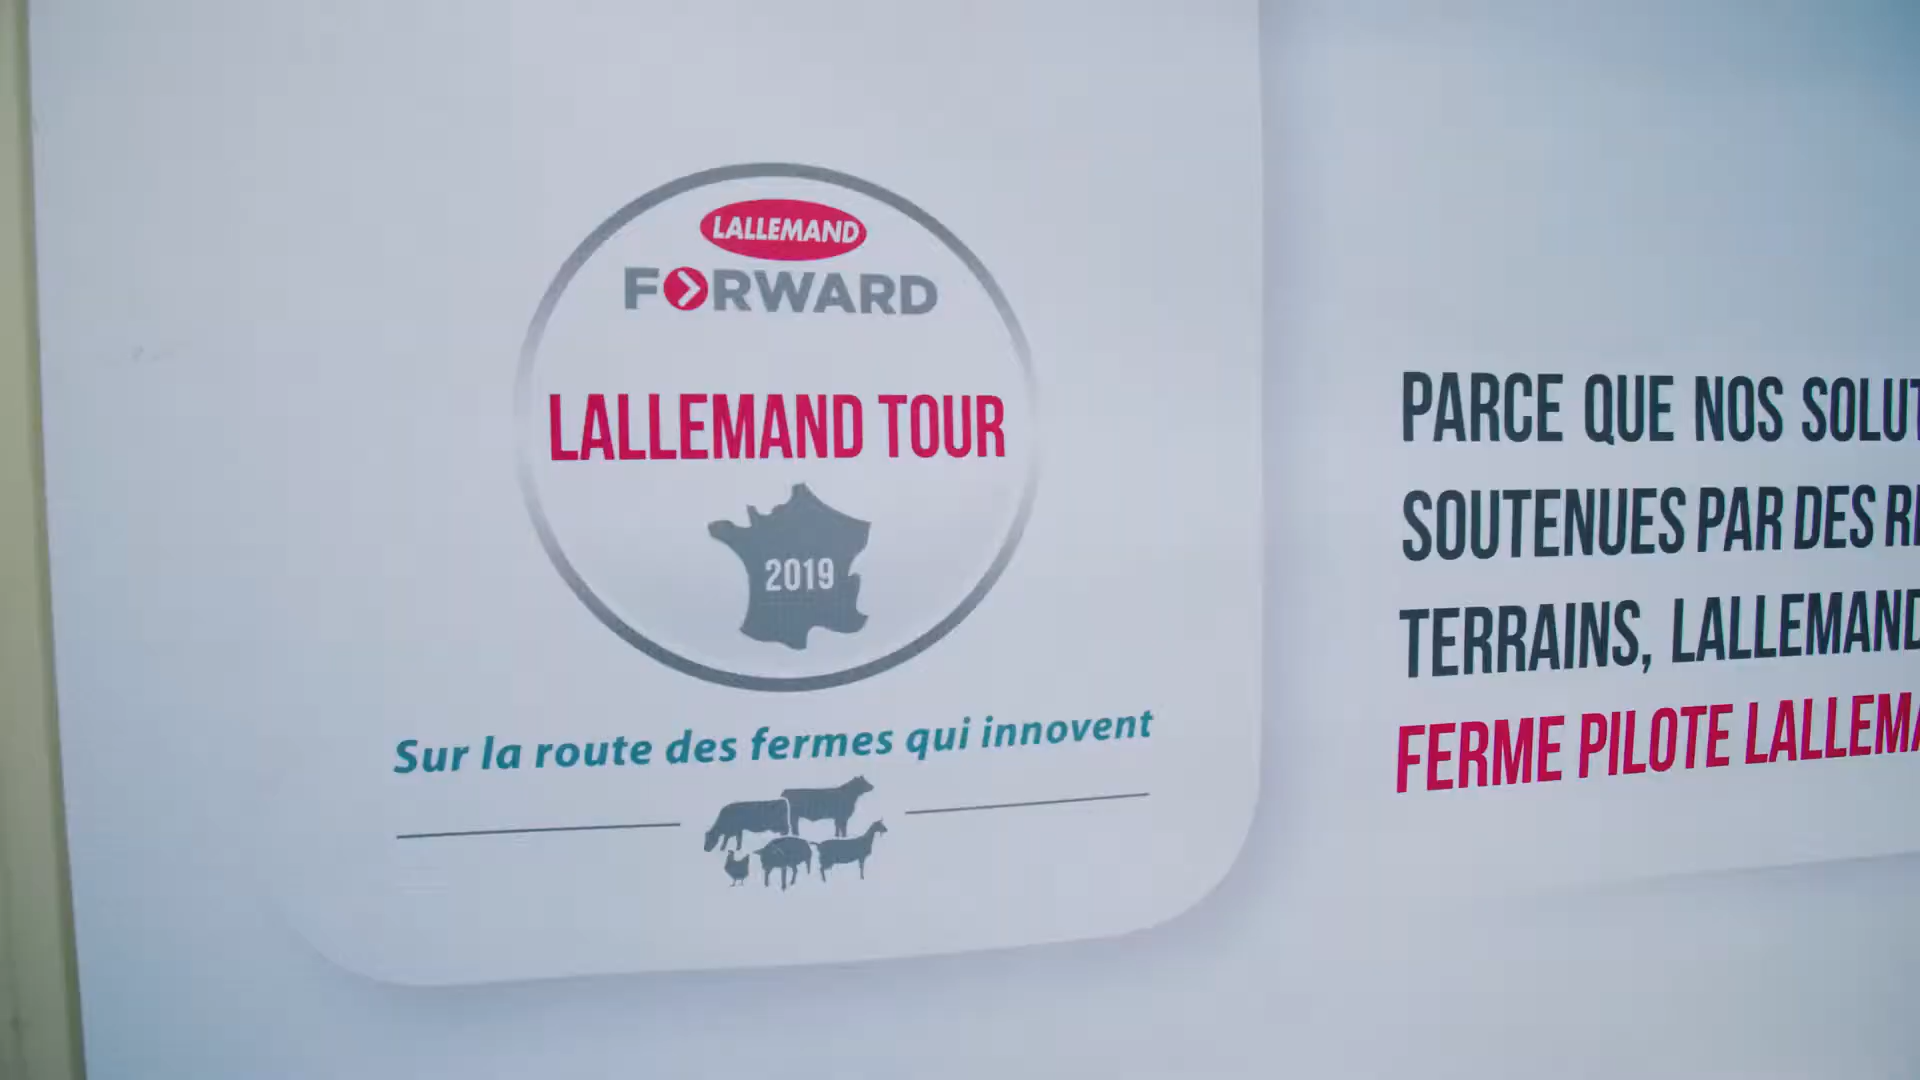 LALLEMAND
FORWARD
LALLEMAND TOUR
2019
Sur la route des fermes qui innovent
PARCE QUE NOS
SOUTENUES PAR DES
TERRAINS, LALLEMAND
FERME PILOTE